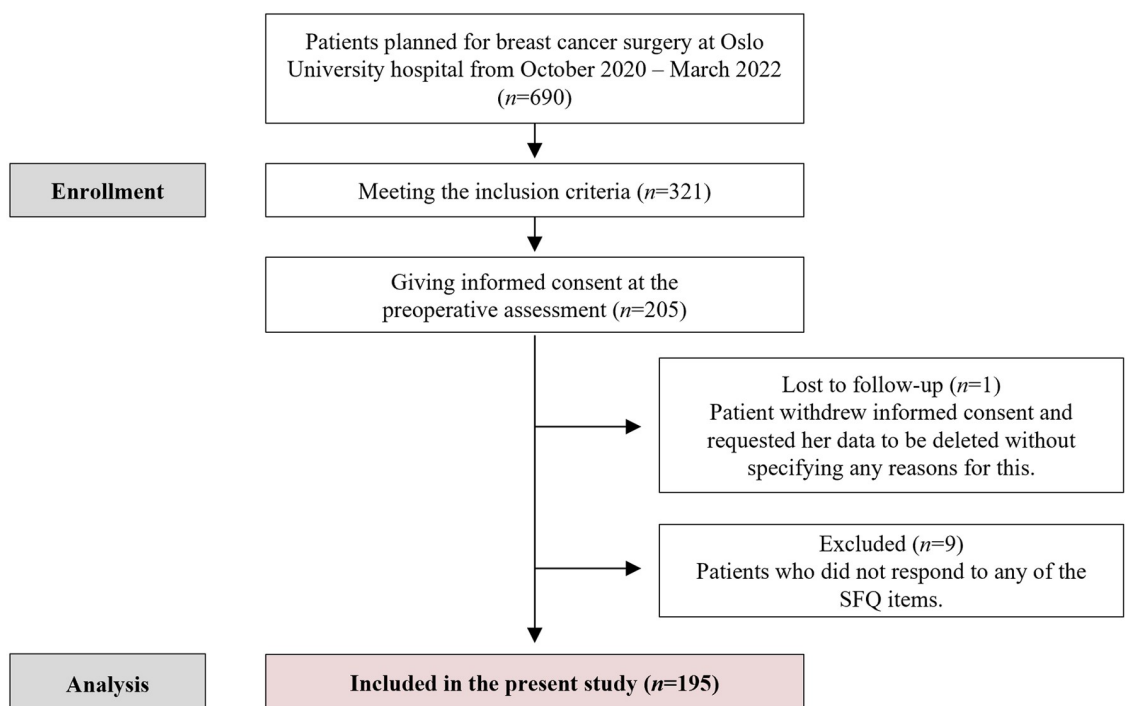 Patients planned for breast cancer surgery at Oslo
University hospital from October 2020 – March 2022
(n=690)
Enrollment
Meeting the inclusion criteria (n=321)
Giving informed consent at the
preoperative assessment (n=205)
Lost to follow-up (n=1)
Patient withdrew informed consent and
requested her data to be deleted without
specifying any reasons for this.
Excluded (n=9)
Patients who did not respond to any of the
SFQ items.
Analysis
Included in the present study (n=195)